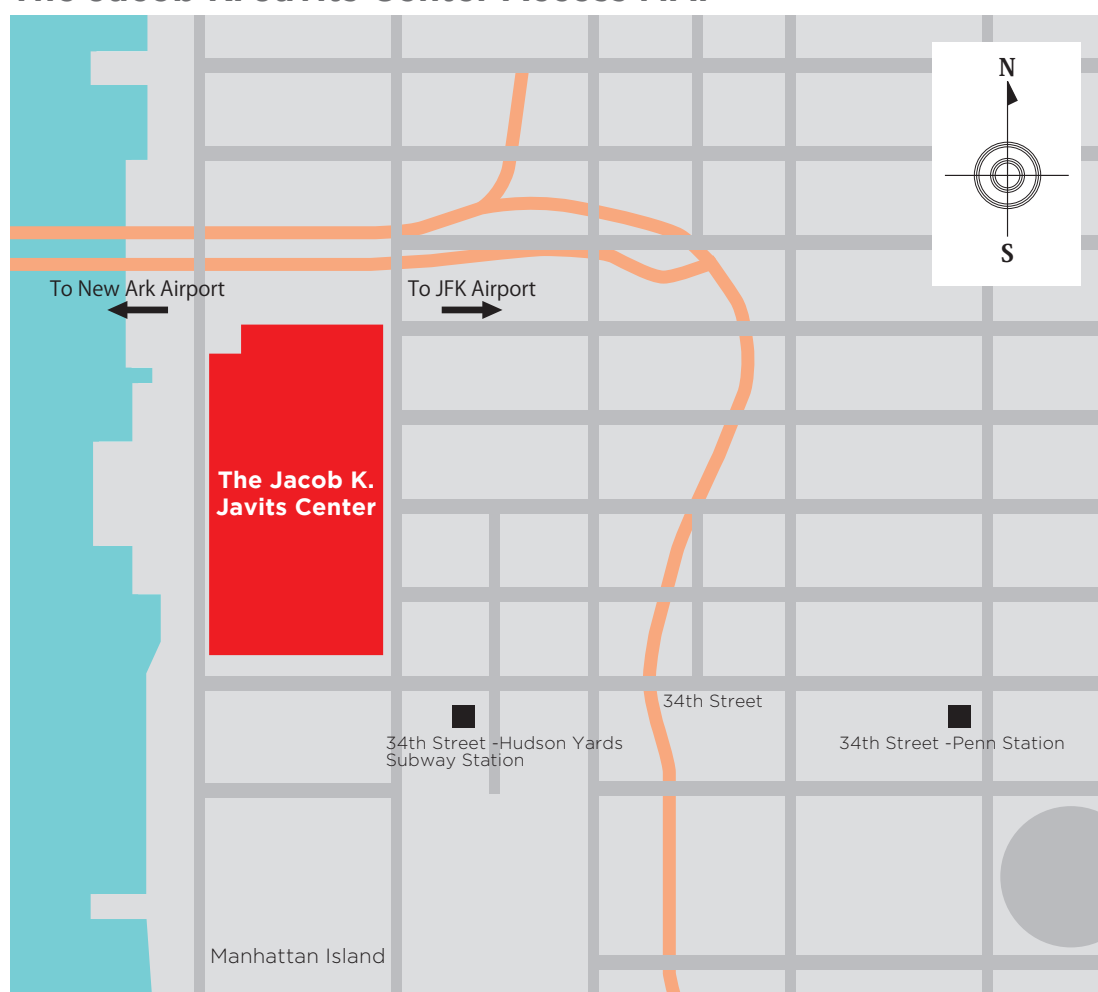 N
S
To New Ark Airport
To JFK Airport
The Jacob K.
Javits Center
34th Street
34th Street -Hudson Yards
Subway Station
34th Street -Penn Station
Manhattan Island